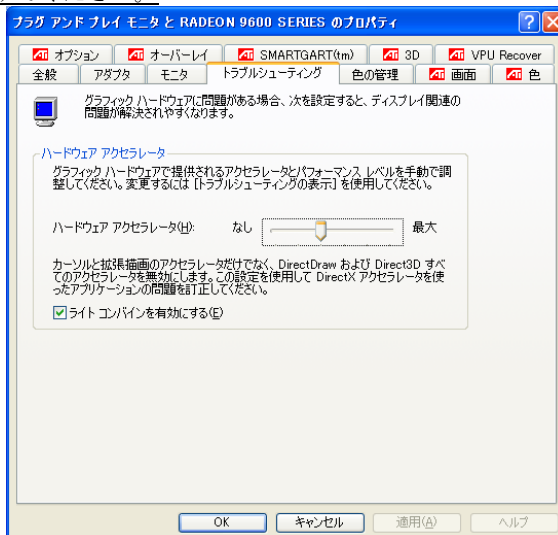 プラグ アンド プレイ モニタ と RADEON 9600 SERIES のプロパティ
ATI オプション ATI オーバーレイ ATI SMARTGART(tm) ATI 3D ATI VPU Recover
全般 アダプタ モニタ トラブルシューティング 色の管理 ATI 画面 ATI 色
グラフィック ハードウェアに問題がある場合、次を設定すると、ディスプレイ関連の
問題が解決されやすくなります。
ハードウェア アクセラレータ
グラフィック ハードウェアで提供されるアクセラレータとパフォーマンス レベルを手動で調
整してください。変更するには [トラブルシューティングの表示] を使用してください。
ハードウェア アクセラレータ(H): なし 最大
カーソルと拡張描画のアクセラレータだけでなく、DirectDraw および Direct3D すべ
てのアクセラレータを無効にします。この設定を使用して DirectX アクセラレータを使
ったアプリケーションの問題を訂正してください。
ライト コンバインを有効にする(E)
OK キャンセル 適用(A) ヘルプ